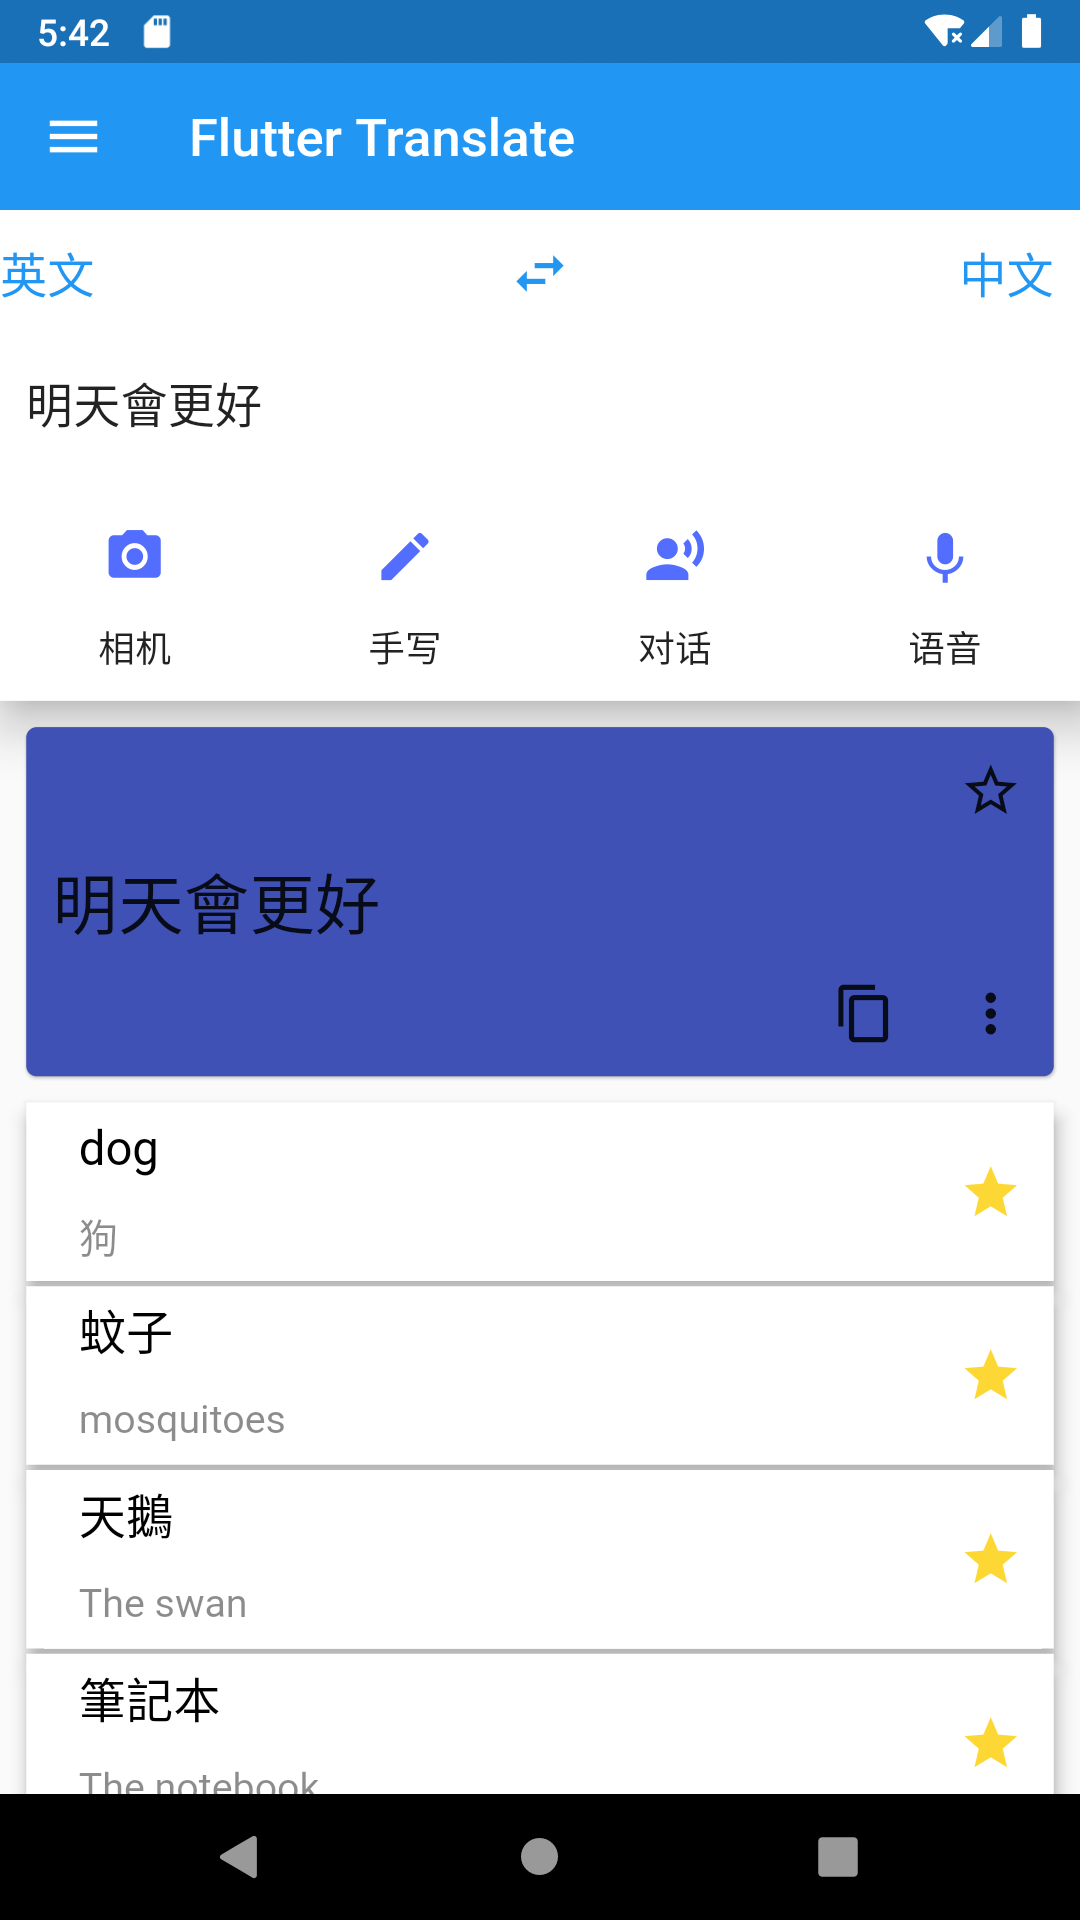 5:42
Flutter Translate
英文 中文
明天會更好
相机 手写 对话 语音
明天會更好
dog
狗
蚊子
mosquitoes
天鵝
The swan
筆記本
The notebook